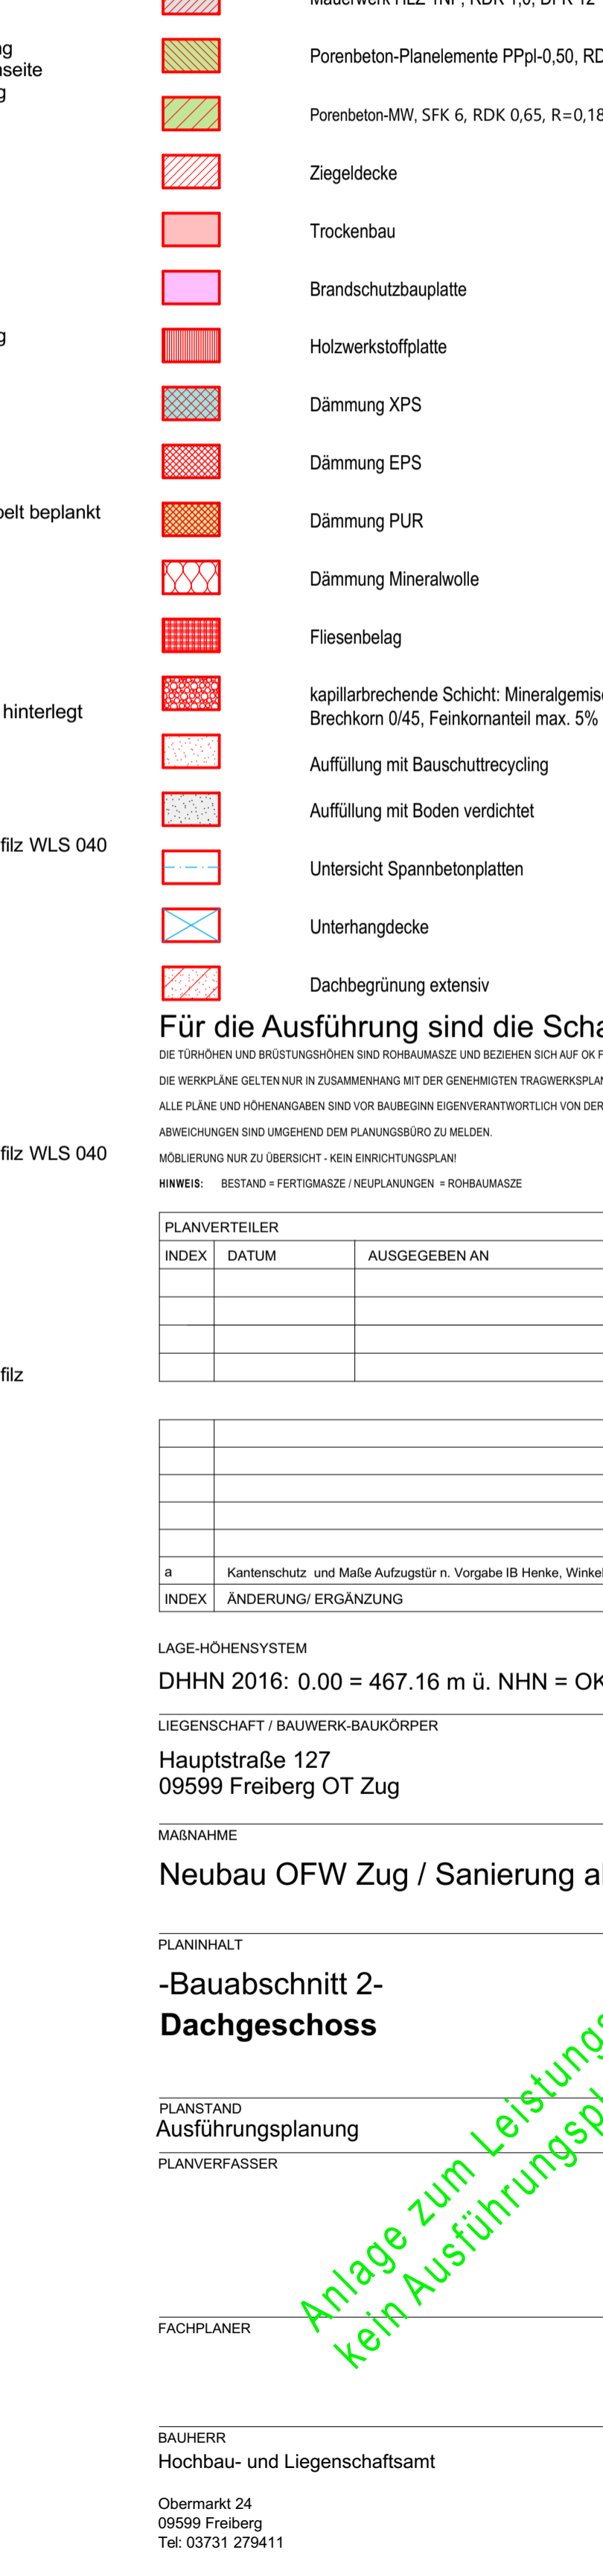 ng
nseite
g
g
pelt beplankt
hinterlegt
filz WLS 040
filz WLS 040
filz
Porenbeton-Planelemente PPpl-0,50, RD
Porenbeton-MW, SFK 6, RDK 0,65, R=0,18
Ziegeldecke
Trockenbau
Brandschutzbauplatte
Holzwerkstoffplatte
Dämmung XPS
Dämmung EPS
Dämmung PUR
Dämmung Mineralwolle
Fliesenbelag
kapillarbrechende Schicht: Mineralgemis
Brechkorn 0/45, Feinkornanteil max. 5%
Auffüllung mit Bauschuttrecycling
Auffüllung mit Boden verdichtet
Untersicht Spannbetonplatten
Unterhangdecke
Dachbegrünung extensiv
Für die Ausführung sind die Scha
DIE TÜRHÖHEN UND BRÜSTUNGSHÖHEN SIND ROHBAUMASZE UND BEZIEHEN SICH AUF OK F
DIE WERKPLÄNE GELTEN NUR IN ZUSAMMENHANG MIT DER GENEHMIGTEN TRAGWERKSPLAN
ALLE PLÄNE UND HÖHENANGABEN SIND VOR BAUBEGINN EIGENVERANTWORTLICH VON DER
ABWEICHUNGEN SIND UMGEHEND DEM PLANUNGSBÜRO ZU MELDEN.
MÖBLIERUNG NUR ZU ÜBERSICHT - KEIN EINRICHTUNGSPLAN!
HINWEIS: BESTAND = FERTIGMASZE / NEUPLANUNGEN = ROHBAUMASZE
PLANVERTEILER
INDEX DATUM AUSGEGEBEN AN
a Kantenschutz und Maße Aufzugstür n. Vorgabe IB Henke, Winkel
INDEX ÄNDERUNG/ ERGÄNZUNG
LAGE-HÖHENSYSTEM
DHHN 2016: 0.00 = 467.16 m ü. NHN = OK
LIEGENSCHAFT / BAUWERK-BAUKÖRPER
Hauptstraße 127
09599 Freiberg OT Zug
MAßNAHME
Neubau OFW Zug / Sanierung al
PLANINHALT
-Bauabschnitt 2-
Dachgeschoss
PLANSTAND
Ausführungsplanung
PLANVERFASSER
Anlage zum Leistungs
kein Ausführungspl
FACHPLANER
BAUHERR
Hochbau- und Liegenschaftsamt
Obermarkt 24
09599 Freiberg
Tel: 03731 279411